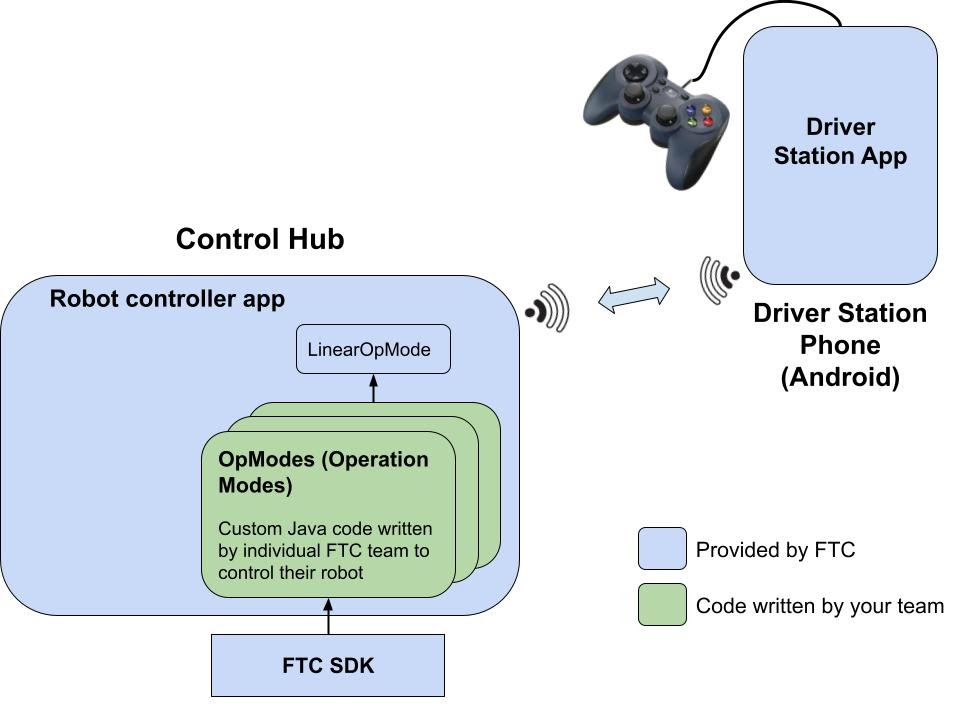 Driver
Station App
Control Hub
Robot controller app
Driver Station
Phone
(Android)
LinearOpMode
OpModes (Operation
Modes)
Custom Java code written
by individual FTC team to
control their robot
Provided by FTC
Code written by your team
FTC SDK